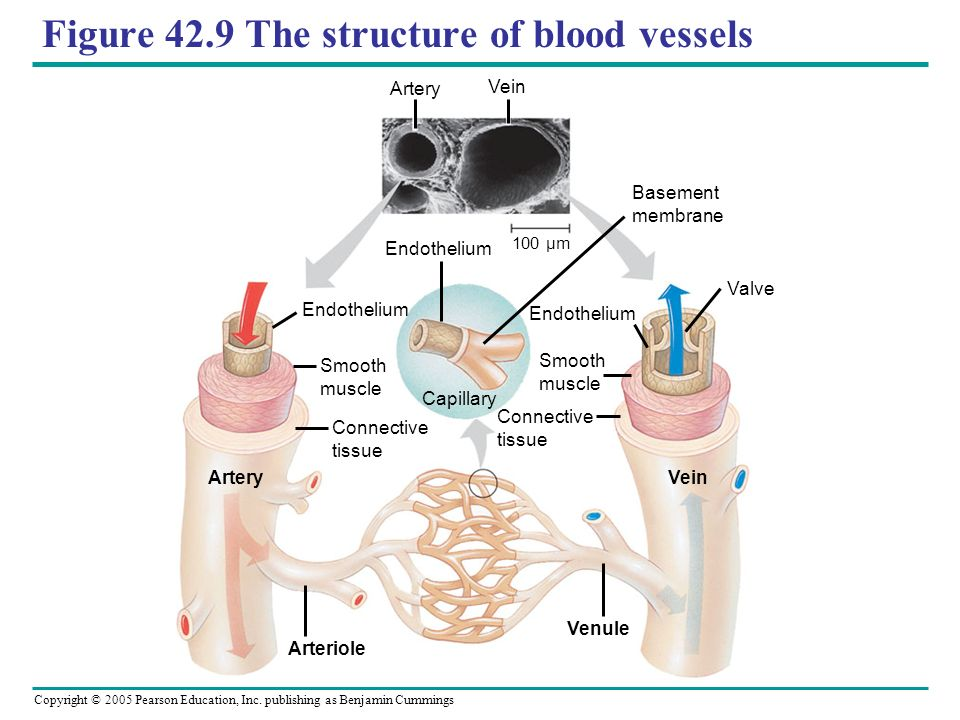 Figure 42.9 The structure of blood vessels
Artery
Vein
Basement
membrane
100 µm
Endothelium
Valve
Endothelium
Endothelium
Smooth
muscle
Smooth
muscle
Capillary
Connective
tissue
Connective
tissue
Artery
Vein
Venule
Arteriole
Copyright © 2005 Pearson Education, Inc. publishing as Benjamin Cummings